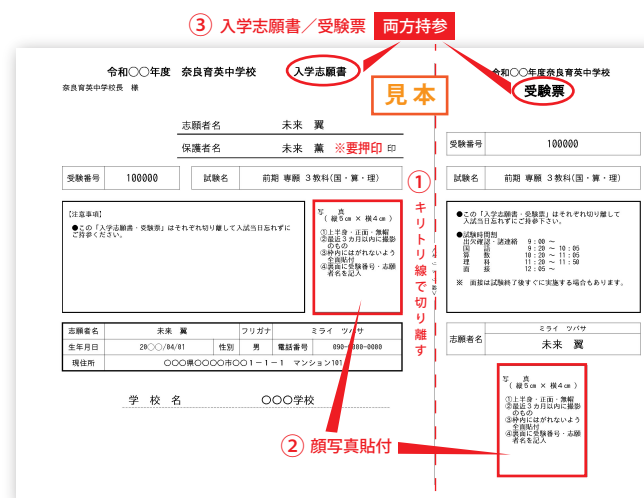 ③ 入学志願書／受験票 両方持参
令和〇〇年度 奈良育英中学校 入学志願書
奈良育英中学校長 様
見本
志願者名 未来 翼
保護者名 未来 薫 ※要押印 印
受験番号 100000 試験名 前期 専願 3教科(国・算・理)
【注意事項】
●この「入学志願書・受験票」はそれぞれ切り離して入試当日忘れずに
ご持参ください。
写 真
( 縦5㎝ × 横4㎝ )
①上半身・正面・無帽
②最近3カ月以内に撮影
のもの
③枠内にはがれないよう
全面貼付
④裏面に受験番号・志願
者名を記入
① キリトリ線で切り離す
志願者名 未来 翼 フリガナ ミライ ツバサ
生年月日 20〇〇/04/01 性別 男 電話番号 090-0000-0000
現住所 〇〇〇県〇〇〇〇市〇〇1－1－1 マンション101
学 校 名 〇〇〇学校
② 顔写真貼付
令和〇〇年度奈良育英中学校
受験票
受験番号 100000
試験名 前期 専願 3教科(国・算・理)
●この「入学志願書・受験票」はそれぞれ切り離して
入試当日忘れずにご持参下さい。
●試験時間割
出欠確認・諸連絡 9:00 ～
国 語 9:20 ～ 10:05
算 数 10:20 ～ 11:05
理 科 11:20 ～ 11:50
面 接 12:05 ～
※ 面接は試験終了後すぐに実施する場合もあります。
志願者名 ミライ ツバサ
未来 翼
写 真
( 縦5㎝ × 横4㎝ )
①上半身・正面・無帽
②最近3カ月以内に撮影
のもの
③枠内にはがれないよう
全面貼付
④裏面に受験番号・志願
者名を記入